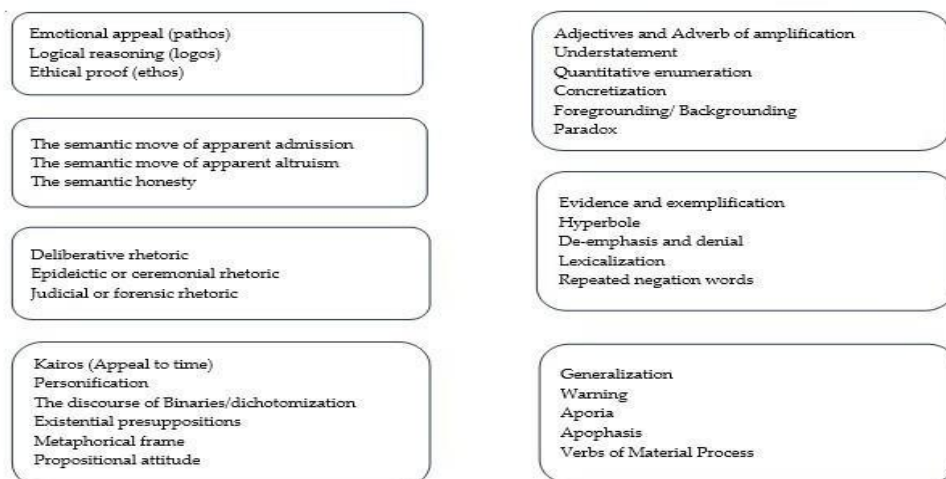 Emotional appeal (pathos)
Logical reasoning (logos)
Ethical proof (ethos)
The semantic move of apparent admission
The semantic move of apparent altruism
The semantic honesty
Deliberative rhetoric
Epideictic or ceremonial rhetoric
Judicial or forensic rhetoric
Kairos (Appeal to time)
Personification
The discourse of Binaries/dichotomization
Existential presuppositions
Metaphorical frame
Propositional attitude
Adjectives and Adverb of amplification
Understatement
Quantitative enumeration
Concretization
Foregrounding/ Backgrounding
Paradox
Evidence and exemplification
Hyperbole
De-emphasis and denial
Lexicalization
Repeated negation words
Generalization
Warning
Aporia
Apophasis
Verbs of Material Process